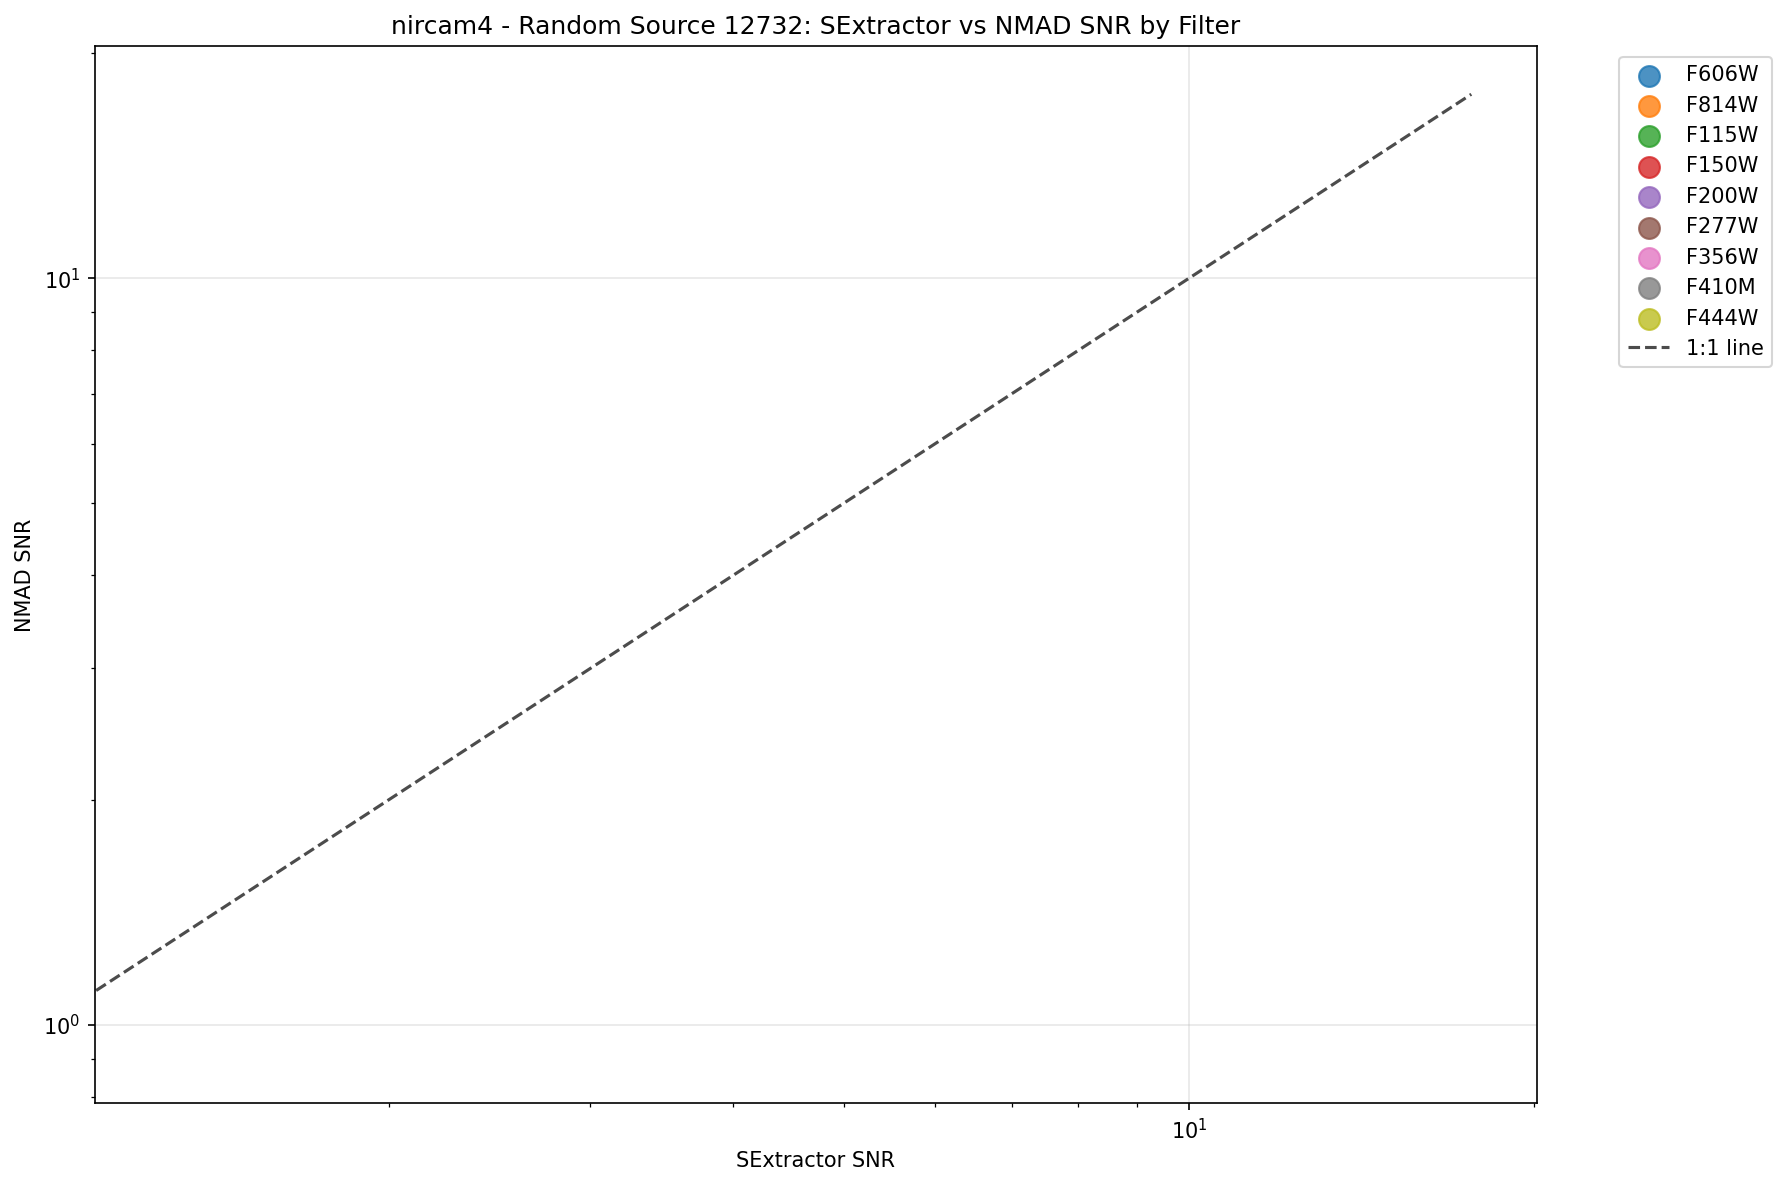 nircam4 - Random Source 12732: SExtractor vs NMAD SNR by Filter
F606W
F814W
F115W
F150W
F200W
F277W
F356W
F410M
F444W
1:1 line
NMAD SNR
10¹
10⁰
10¹
SExtractor SNR